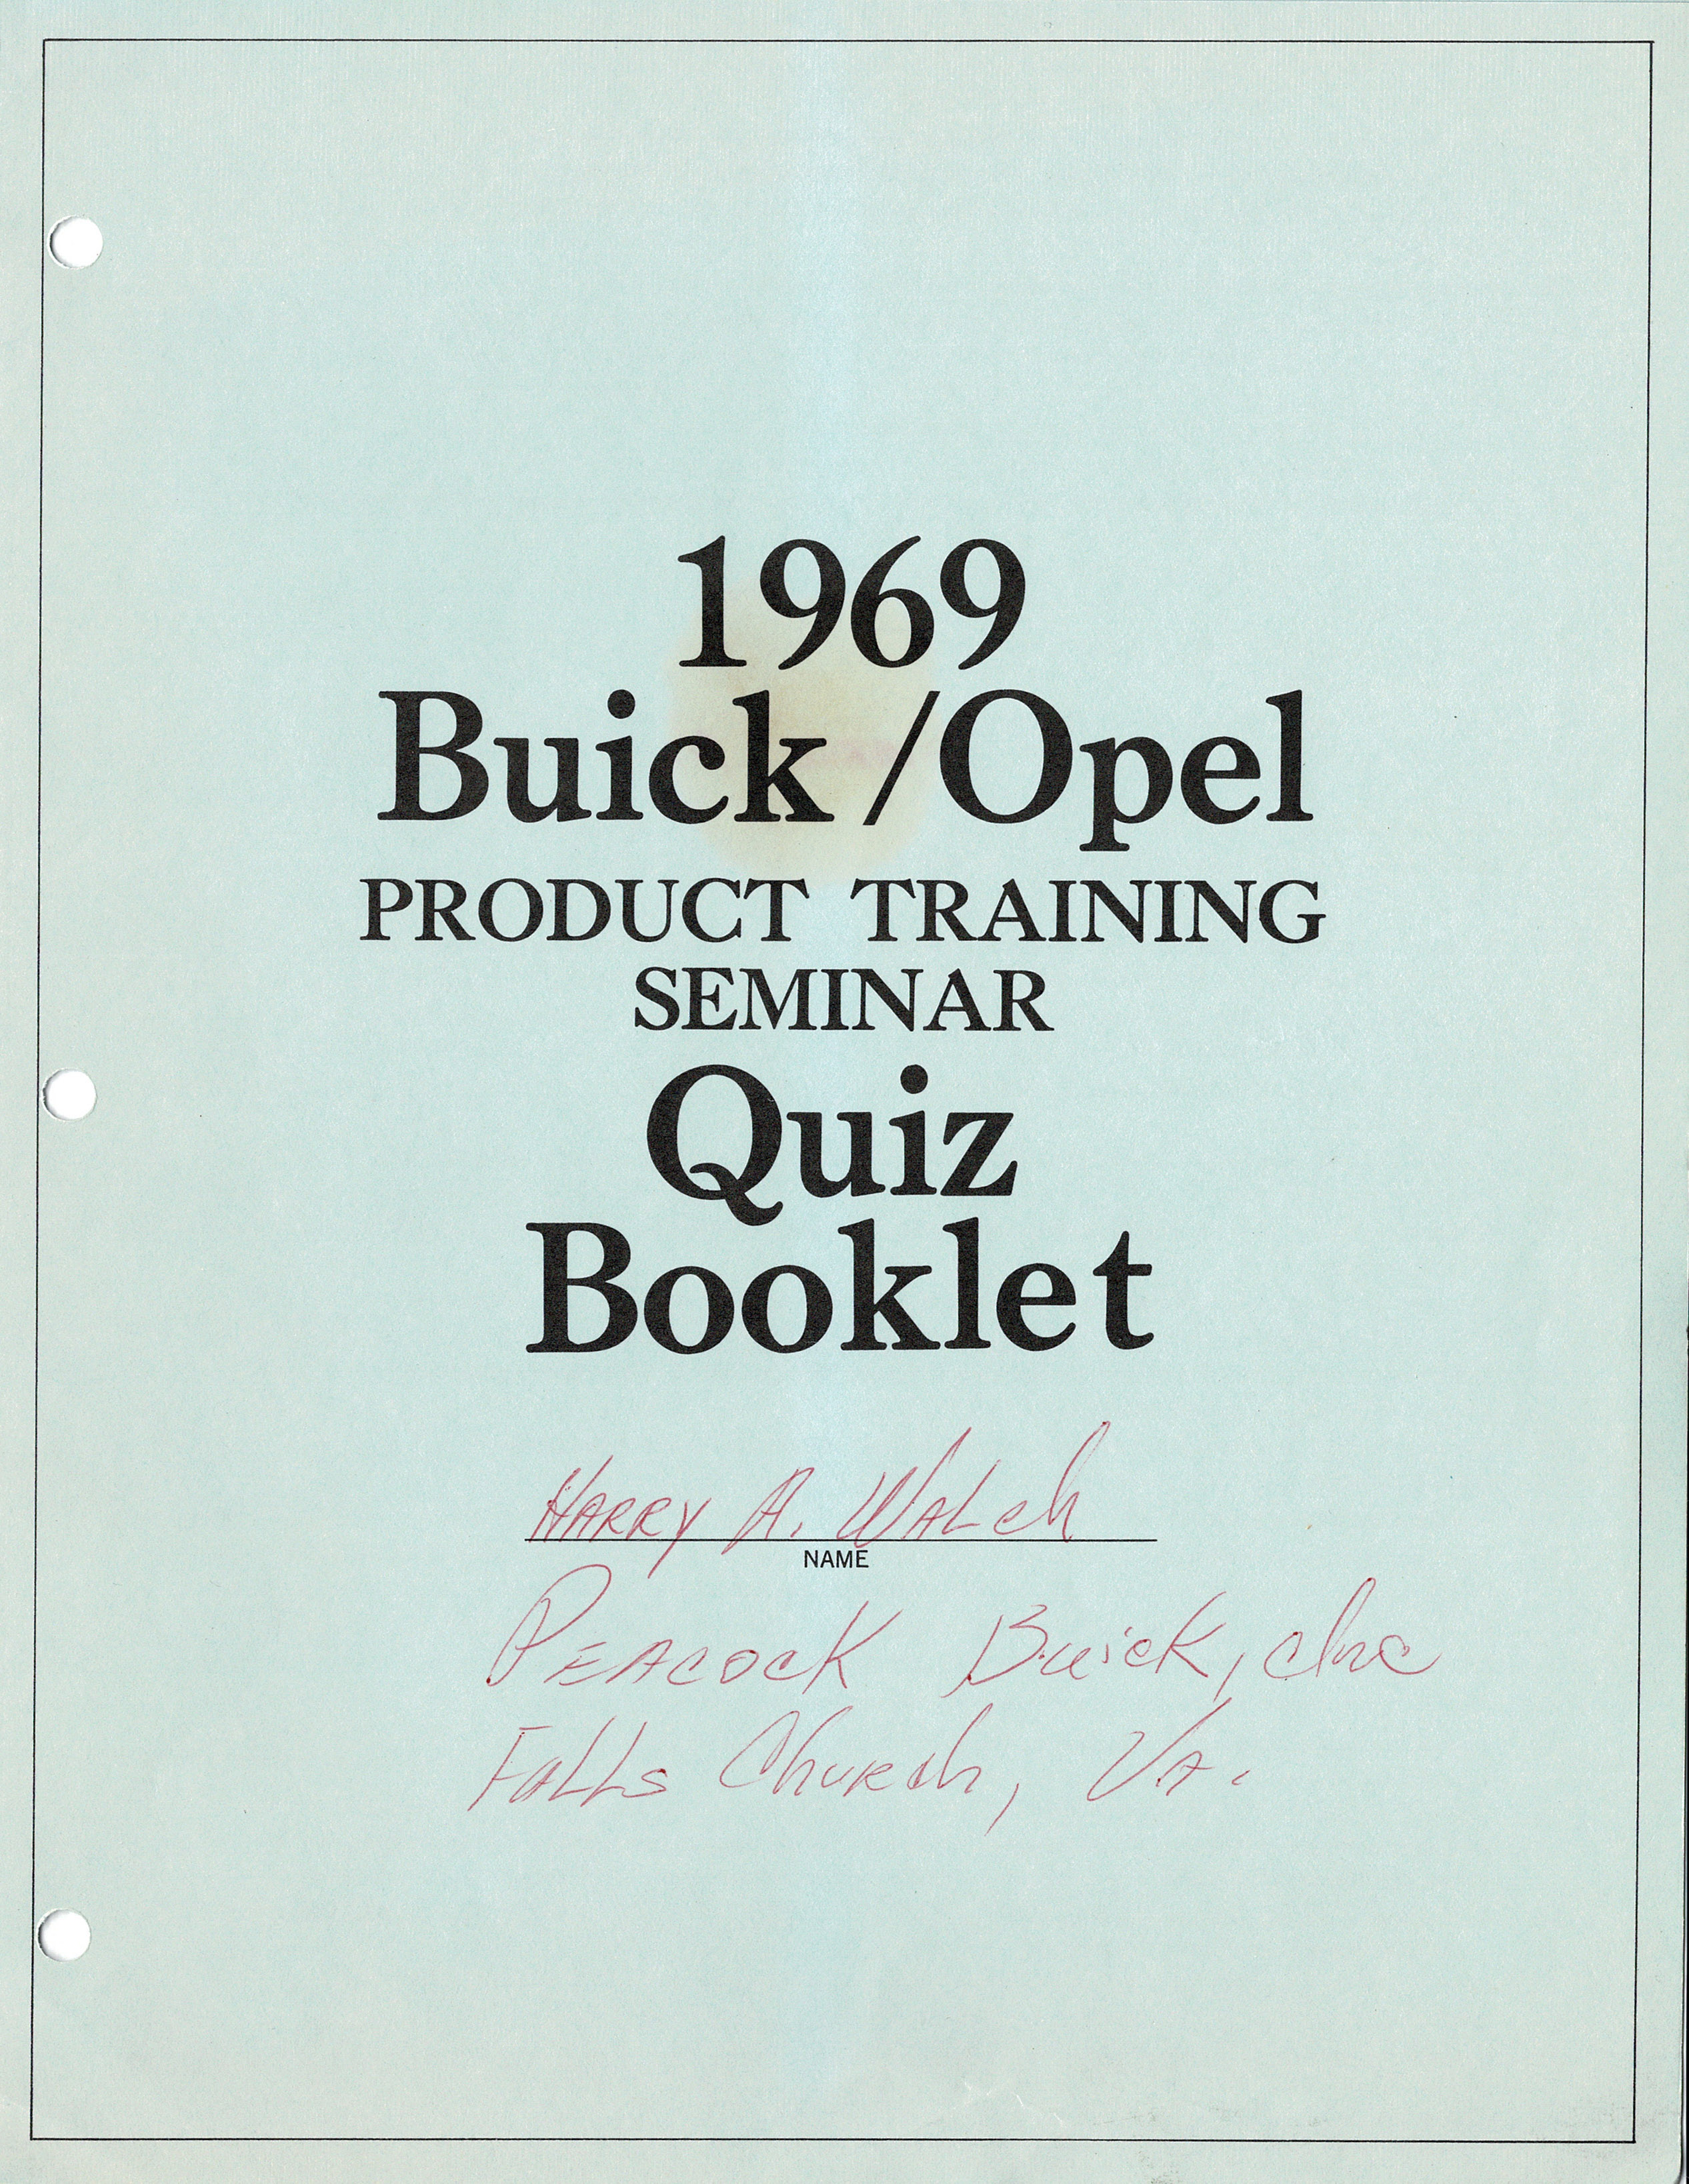 1969
Buick/Opel
PRODUCT TRAINING
SEMINAR
Quiz
Booklet
HARRY A. WALCh
NAME
PEACOCK Buick, Inc
FALLS ChURCh, VA.